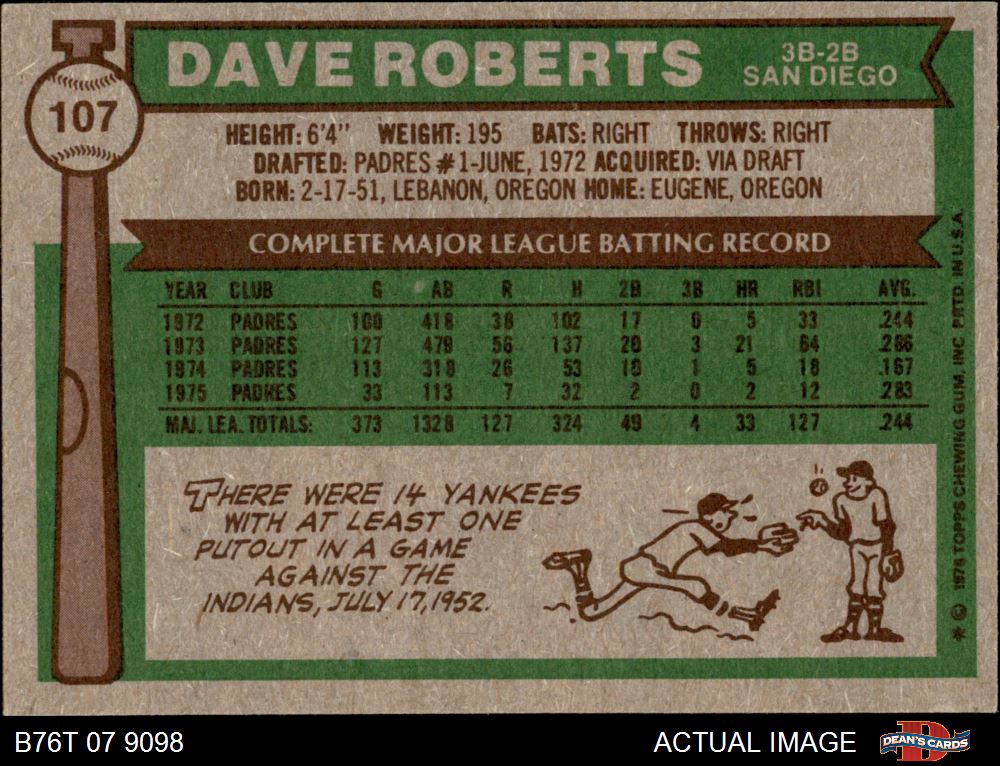 107
DAVE ROBERTS
3B-2B
SAN DIEGO
HEIGHT: 6'4" WEIGHT: 195 BATS: RIGHT THROWS: RIGHT
DRAFTED: PADRES #1-JUNE, 1972 ACQUIRED: VIA DRAFT
BORN: 2-17-51, LEBANON, OREGON HOME: EUGENE, OREGON
COMPLETE MAJOR LEAGUE BATTING RECORD
YEAR CLUB G AB R H 2B 3B HR RBI AVG.
1972 PADRES 100 418 38 102 17 0 5 33 .244
1973 PADRES 127 479 56 137 20 3 21 64 .286
1974 PADRES 113 318 26 53 10 1 5 18 .167
1975 PADRES 33 113 7 32 2 0 2 12 .283
MAJ. LEA. TOTALS: 373 1328 127 324 49 4 33 127 .244
THERE WERE 14 YANKEES
WITH AT LEAST ONE
PUTOUT IN A GAME
AGAINST THE
INDIANS, JULY 17, 1952.
* © 1976 TOPPS CHEWING GUM, INC PRTD. IN U.S.A.
B76T 07 9098
ACTUAL IMAGE
D
DEAN'S CARDS